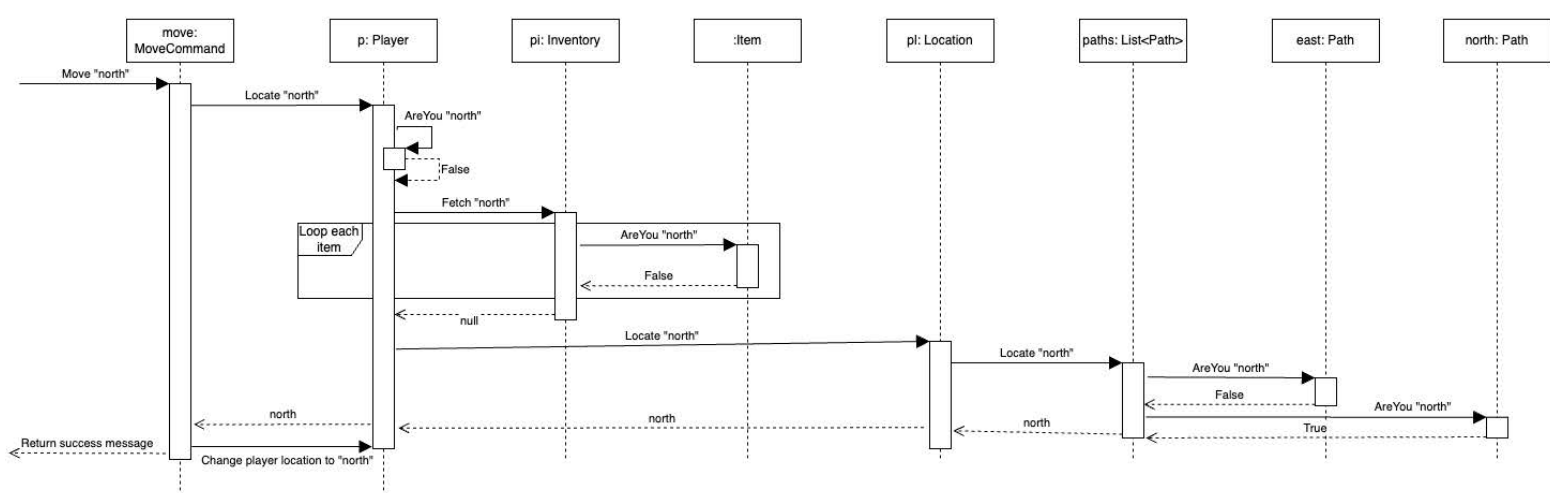 move:
MoveCommand
p: Player
pi: Inventory
:Item
pl: Location
paths: List<Path>
east: Path
north: Path
Move "north"
Locate "north"
AreYou "north"
False
Fetch "north"
Loop each
item
AreYou "north"
False
null
Locate "north"
Locate "north"
AreYou "north"
False
AreYou "north"
True
north
north
north
Return success message
Change player location to "north"